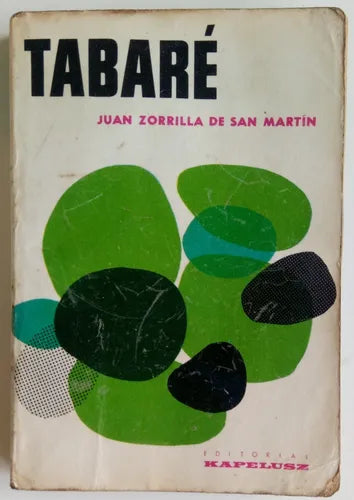 TABARÉ
JUAN ZORRILLA DE SAN MARTÍN
EDITORIAL
KAPELUSZ